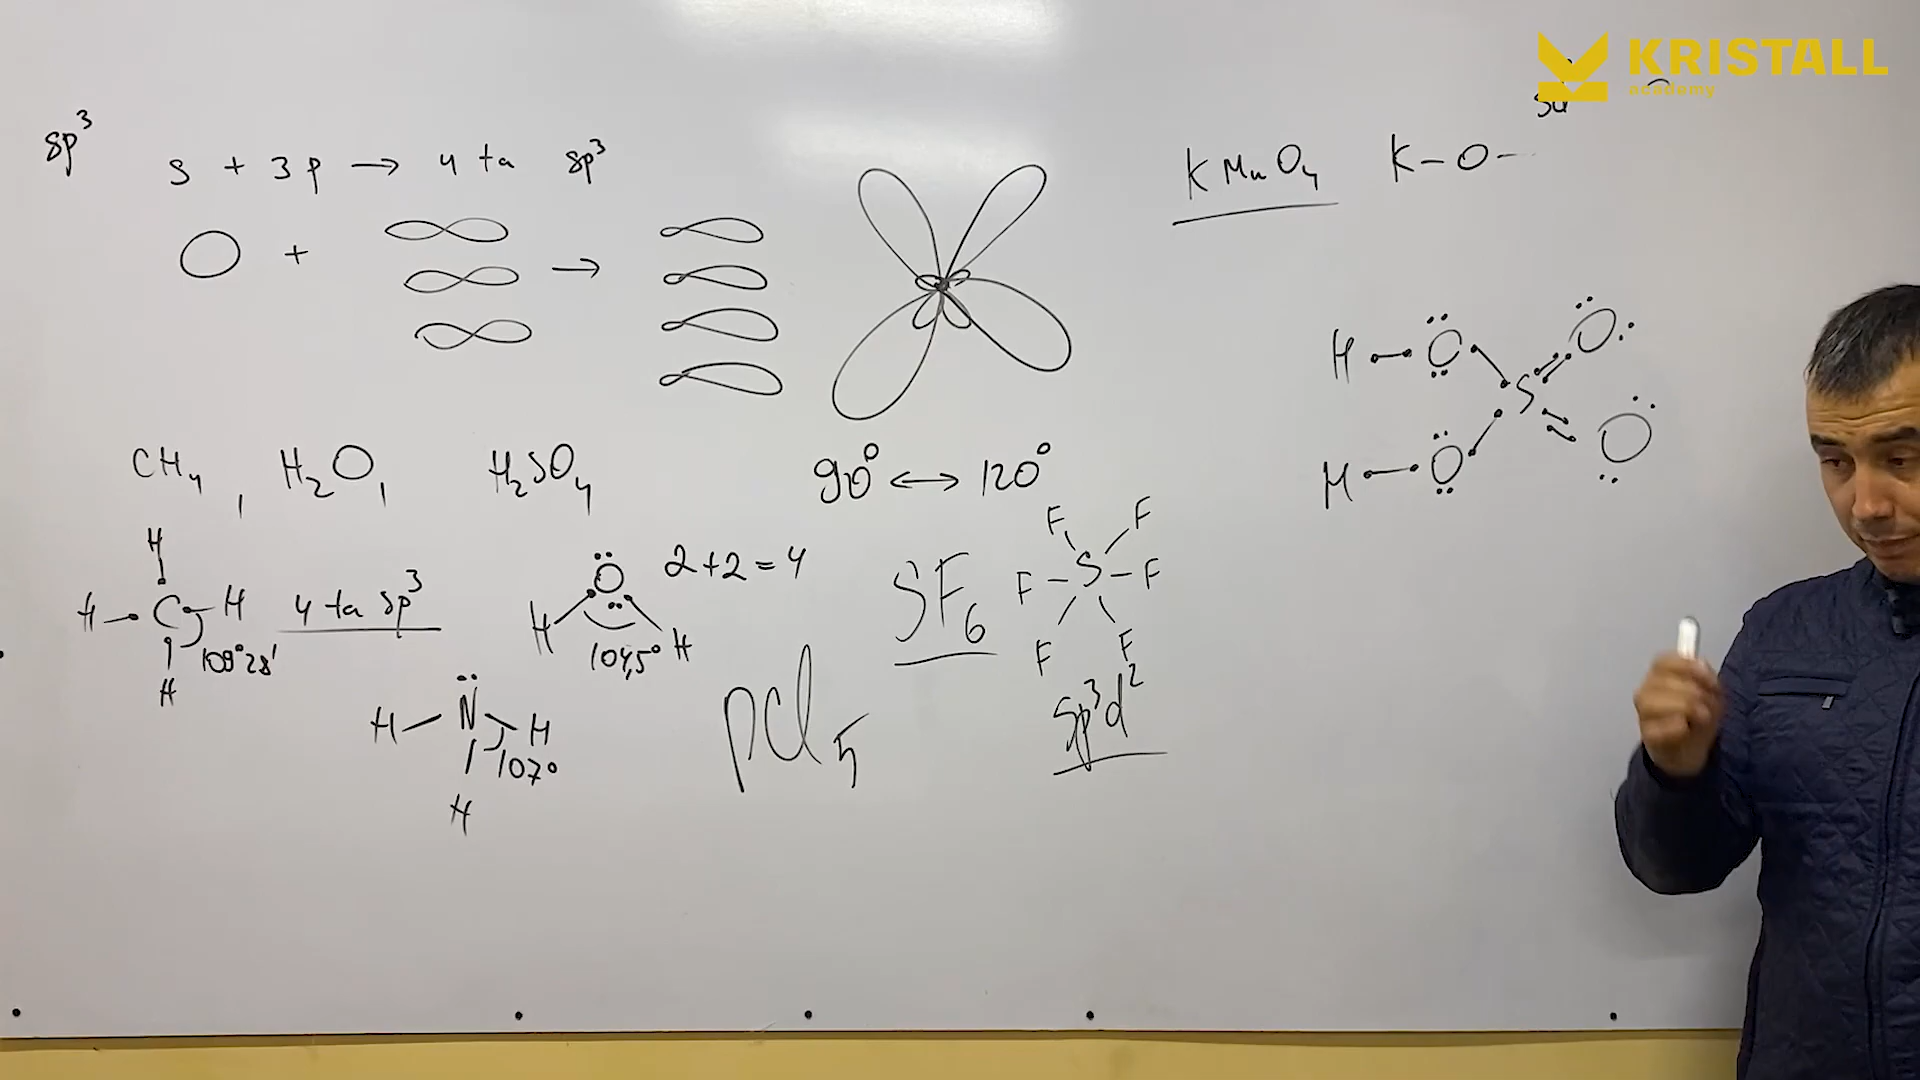 KRISTALL
academy
sp³
S + 3p → 4 ta sp³
+ →
KMnO₄ K–O–
CH₄, H₂O, H₂SO₄
90° ↔ 120°
H
H–C–H
109°28'
H
4 ta sp³
O
H H
104,5°
2+2=4
H–N–H
107°
H
SF₆
F F
F–S–F
F F
sp³d²
PCl₅
H–O O
S
H–O O